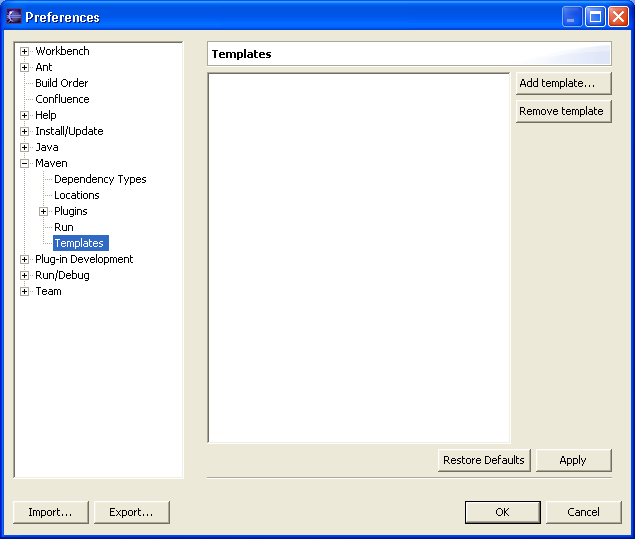 Preferences
Workbench
Ant
Build Order
Confluence
Help
Install/Update
Java
Maven
Dependency Types
Locations
Plugins
Run
Templates
Plug-in Development
Run/Debug
Team
Templates
Add template...
Remove template
Restore Defaults
Apply
Import...
Export...
OK
Cancel